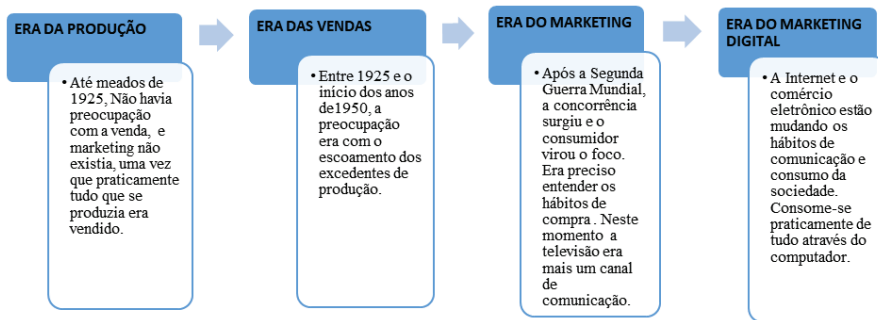 ERA DA PRODUÇÃO
• Até meados de
1925, Não havia
preocupação
com a venda, e
marketing não
existia, uma vez
que praticamente
tudo que se
produzia era
vendido.
ERA DAS VENDAS
• Entre 1925 e o
início dos anos
de1950, a
preocupação
era com o
escoamento dos
excedentes de
produção.
ERA DO MARKETING
• Após a Segunda
Guerra Mundial,
a concorrência
surgiu e o
consumidor
virou o foco.
Era preciso
entender os
hábitos de
compra . Neste
momento a
televisão era
mais um canal
de
comunicação.
ERA DO MARKETING
DIGITAL
• A Internet e o
comércio
eletrônico estão
mudando os
hábitos de
comunicação e
consumo da
sociedade.
Consome-se
praticamente de
tudo através do
computador.